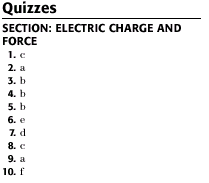 Quizzes
SECTION: ELECTRIC CHARGE AND
FORCE
1. c
2. a
3. b
4. b
5. b
6. e
7. d
8. c
9. a
10. f